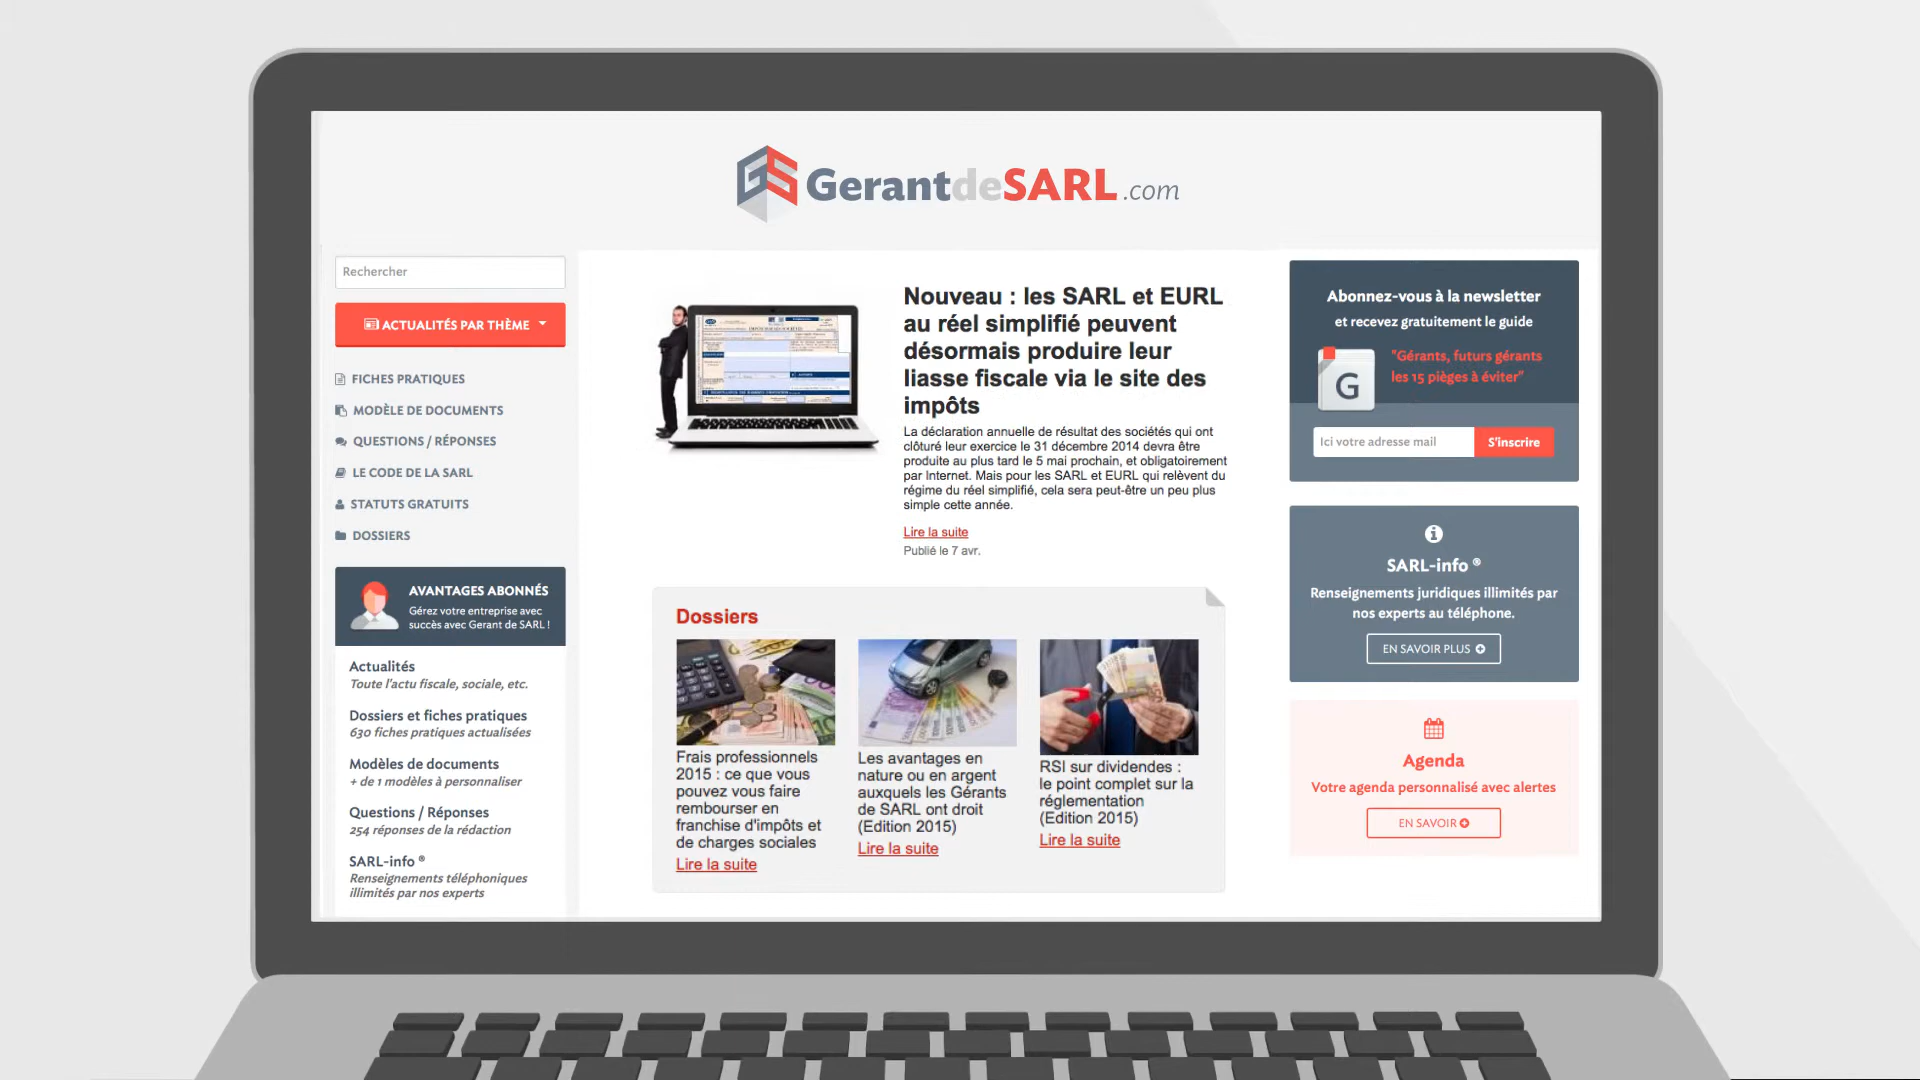 GerantdeSARL.com
Rechercher
ACTUALITÉS PAR THÈME
FICHES PRATIQUES
MODÈLE DE DOCUMENTS
QUESTIONS / RÉPONSES
LE CODE DE LA SARL
STATUTS GRATUITS
DOSSIERS
AVANTAGES ABONNÉS
Gérez votre entreprise avec
succès avec Gerant de SARL !
Actualités
Toute l'actu fiscale, sociale, etc.
Dossiers et fiches pratiques
630 fiches pratiques actualisées
Modèles de documents
+ de 1 modèles à personnaliser
Questions / Réponses
254 réponses de la rédaction
SARL-info ®
Renseignements téléphoniques
illimités par nos experts
Nouveau : les SARL et EURL
au réel simplifié peuvent
désormais produire leur
liasse fiscale via le site des
impôts
La déclaration annuelle de résultat des sociétés qui ont
clôturé leur exercice le 31 décembre 2014 devra être
produite au plus tard le 5 mai prochain, et obligatoirement
par Internet. Mais pour les SARL et EURL qui relèvent du
régime du réel simplifié, cela sera peut-être un peu plus
simple cette année.
Lire la suite
Publié le 7 avr.
Dossiers
Frais professionnels
2015 : ce que vous
pouvez vous faire
rembourser en
franchise d'impôts et
de charges sociales
Lire la suite
Les avantages en
nature ou en argent
auxquels les Gérants
de SARL ont droit
(Edition 2015)
Lire la suite
RSI sur dividendes :
le point complet sur la
réglementation
(Edition 2015)
Lire la suite
Abonnez-vous à la newsletter
et recevez gratuitement le guide
G
"Gérants, futurs gérants
les 15 pièges à éviter"
Ici votre adresse mail
S'inscrire
SARL-info ®
Renseignements juridiques illimités par
nos experts au téléphone.
EN SAVOIR PLUS
Agenda
Votre agenda personnalisé avec alertes
EN SAVOIR